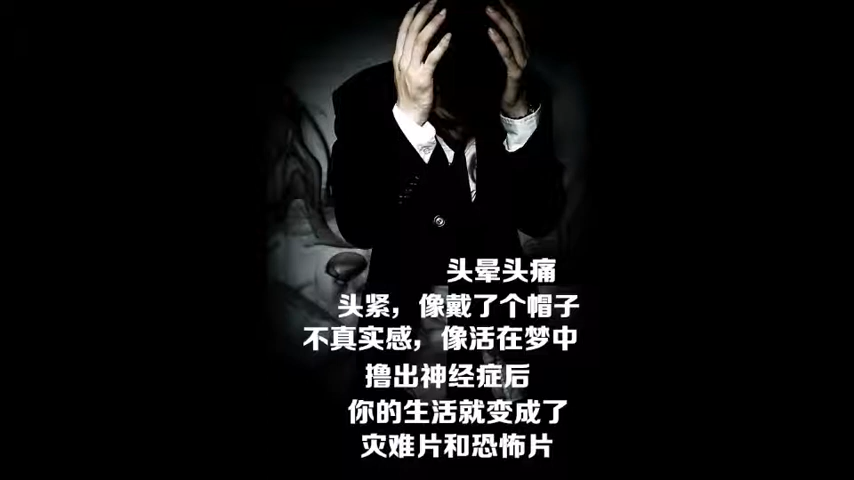 头晕头痛
头紧，像戴了个帽子
不真实感，像活在梦中
撸出神经症后
你的生活就变成了
灾难片和恐怖片